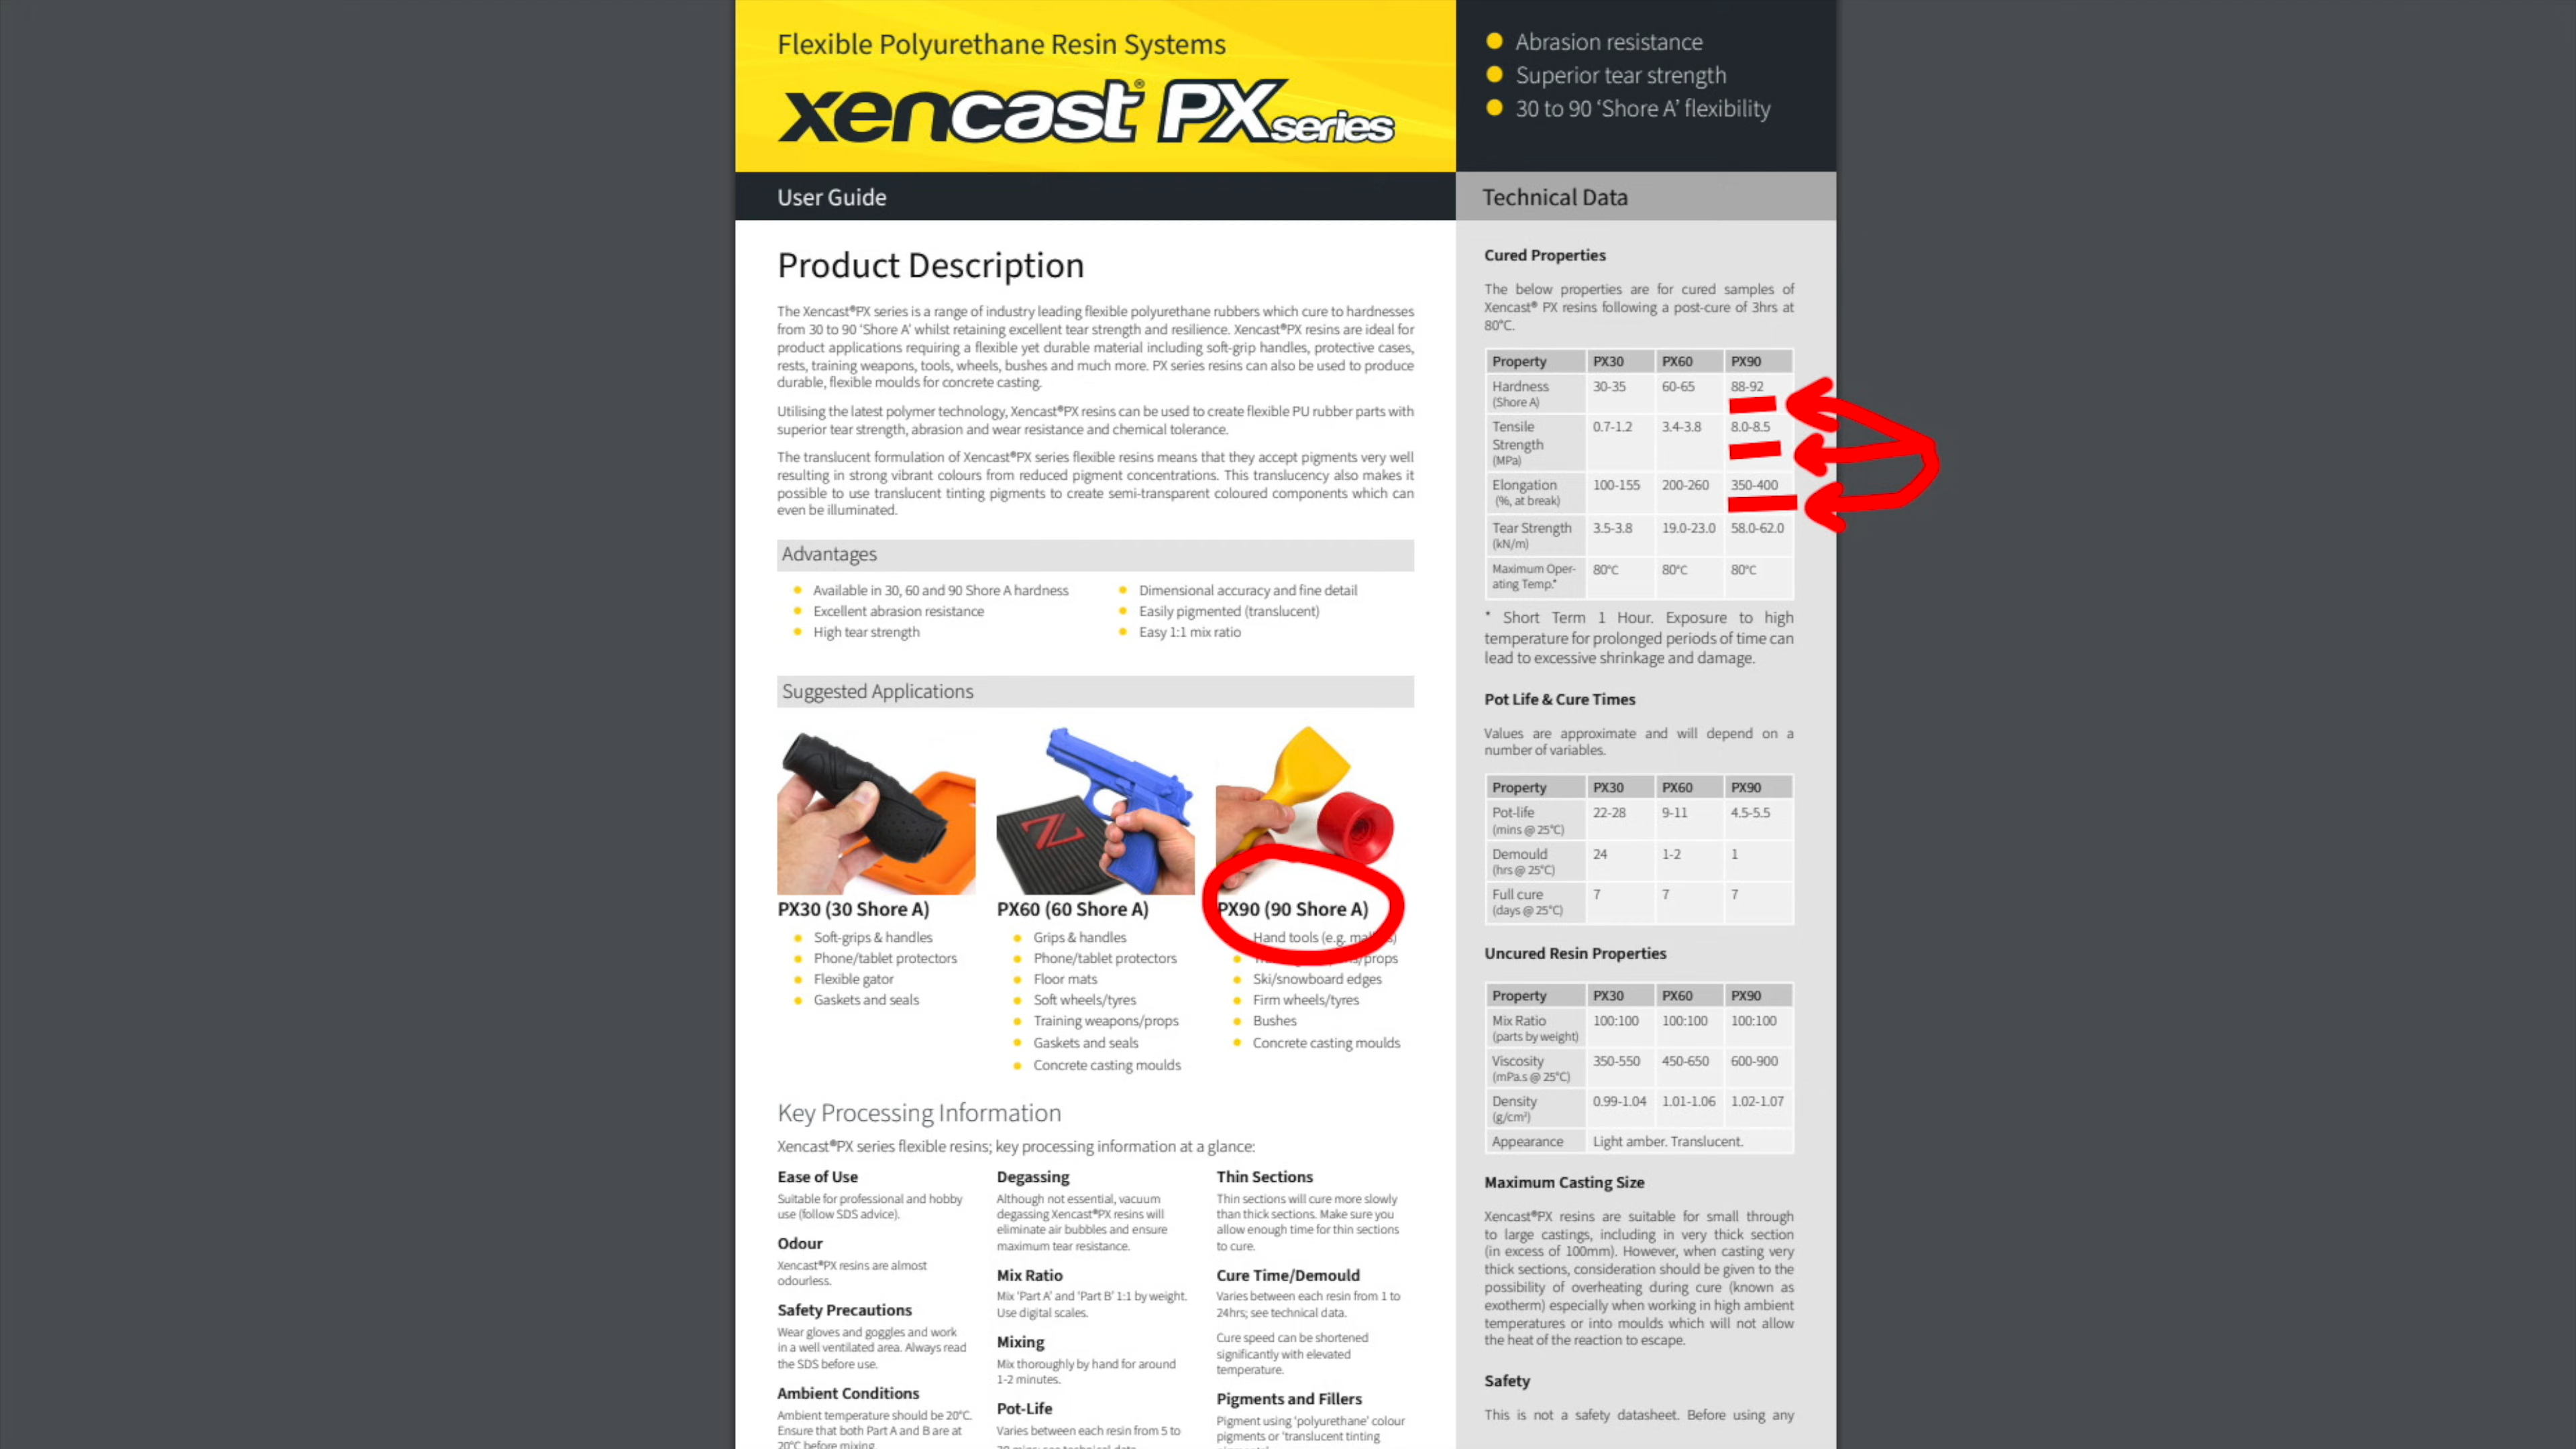 Flexible Polyurethane Resin Systems
xencast® PX series
Abrasion resistance
Superior tear strength
30 to 90 ‘Shore A’ flexibility
User Guide
Product Description
The Xencast®PX series is a range of industry leading flexible polyurethane rubbers which cure to hardnesses
from 30 to 90 ‘Shore A’ whilst retaining excellent tear strength and resilience. Xencast®PX resins are ideal for
product applications requiring a flexible yet durable material including soft-grip handles, protective cases,
rests, training weapons, tools, wheels, bushes and much more. PX series resins can also be used to produce
durable, flexible moulds for concrete casting.
Utilising the latest polymer technology, Xencast®PX resins can be used to create flexible PU rubber parts with
superior tear strength, abrasion and wear resistance and chemical tolerance.
The translucent formulation of Xencast®PX series flexible resins means that they accept pigments very well
resulting in strong vibrant colours from reduced pigment concentrations. This translucency also makes it
possible to use translucent tinting pigments to create semi-transparent coloured components which can
even be illuminated.
Advantages
Available in 30, 60 and 90 Shore A hardness
Excellent abrasion resistance
High tear strength
Dimensional accuracy and fine detail
Easily pigmented (translucent)
Easy 1:1 mix ratio
Suggested Applications
PX30 (30 Shore A)
Soft-grips & handles
Phone/tablet protectors
Flexible gator
Gaskets and seals
PX60 (60 Shore A)
Grips & handles
Phone/tablet protectors
Floor mats
Soft wheels/tyres
Training weapons/props
Gaskets and seals
Concrete casting moulds
PX90 (90 Shore A)
Hand tools (e.g.
/props
Ski/snowboard edges
Firm wheels/tyres
Bushes
Concrete casting moulds
Key Processing Information
Xencast®PX series flexible resins; key processing information at a glance:
Ease of Use
Suitable for professional and hobby
use (follow SDS advice).
Odour
Xencast®PX resins are almost
odourless.
Safety Precautions
Wear gloves and goggles and work
in a well ventilated area. Always read
the SDS before use.
Ambient Conditions
Ambient temperature should be 20°C.
Ensure that both Part A and B are at
20°C before mixing.
Degassing
Although not essential, vacuum
degassing Xencast®PX resins will
eliminate air bubbles and ensure
maximum tear resistance.
Mix Ratio
Mix ‘Part A’ and ‘Part B’ 1:1 by weight.
Use digital scales.
Mixing
Mix thoroughly by hand for around
1-2 minutes.
Pot-Life
Varies between each resin from 5 to
Thin Sections
Thin sections will cure more slowly
than thick sections. Make sure you
allow enough time for thin sections
to cure.
Cure Time/Demould
Varies between each resin from 1 to
24hrs; see technical data.
Cure speed can be shortened
significantly with elevated
temperature.
Pigments and Fillers
Pigment using ‘polyurethane’ colour
pigments or ‘translucent tinting
Technical Data
Cured Properties
The below properties are for cured samples of
Xencast® PX resins following a post-cure of 3hrs at
80°C.
Property PX30 PX60 PX90
Hardness (Shore A) 30-35 60-65 88-92
Tensile Strength (MPa) 0.7-1.2 3.4-3.8 8.0-8.5
Elongation (%, at break) 100-155 200-260 350-400
Tear Strength (kN/m) 3.5-3.8 19.0-23.0 58.0-62.0
Maximum Oper-ating Temp.* 80°C 80°C 80°C
* Short Term 1 Hour. Exposure to high
temperature for prolonged periods of time can
lead to excessive shrinkage and damage.
Pot Life & Cure Times
Values are approximate and will depend on a
number of variables.
Property PX30 PX60 PX90
Pot-life (mins @ 25°C) 22-28 9-11 4.5-5.5
Demould (hrs @ 25°C) 24 1-2 1
Full cure (days @ 25°C) 7 7 7
Uncured Resin Properties
Property PX30 PX60 PX90
Mix Ratio (parts by weight) 100:100 100:100 100:100
Viscosity (mPa.s @ 25°C) 350-550 450-650 600-900
Density (g/cm³) 0.99-1.04 1.01-1.06 1.02-1.07
Appearance Light amber. Translucent.
Maximum Casting Size
Xencast®PX resins are suitable for small through
to large castings, including in very thick section
(in excess of 100mm). However, when casting very
thick sections, consideration should be given to the
possibility of overheating during cure (known as
exotherm) especially when working in high ambient
temperatures or into moulds which will not allow
the heat of the reaction to escape.
Safety
This is not a safety datasheet. Before using any